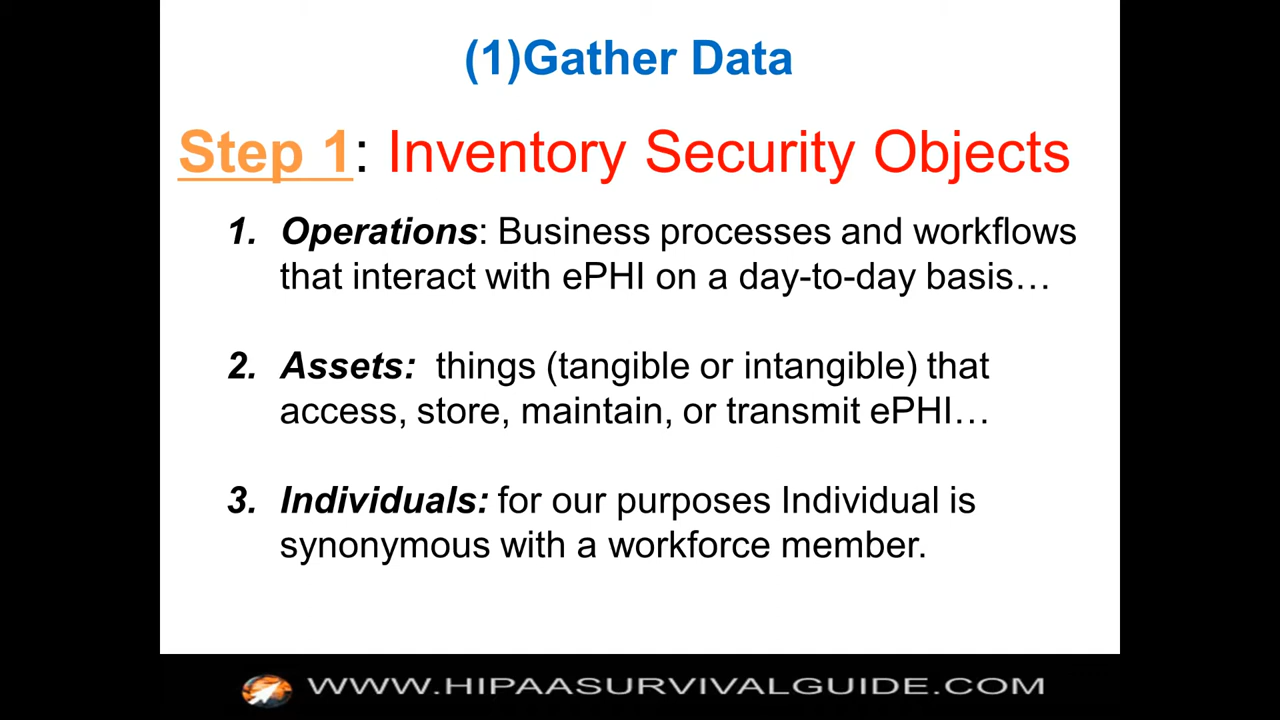 (1)Gather Data
Step 1: Inventory Security Objects
1. Operations: Business processes and workflows
that interact with ePHI on a day-to-day basis…
2. Assets:  things (tangible or intangible) that
access, store, maintain, or transmit ePHI…
3. Individuals: for our purposes Individual is
synonymous with a workforce member.
WWW.HIPAASURVIVALGUIDE.COM